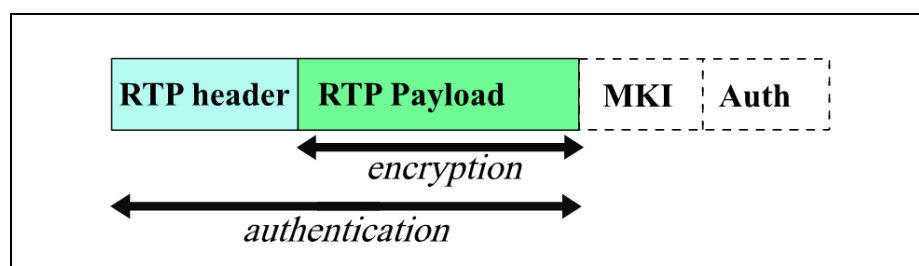 RTP header RTP Payload MKI Auth
encryption
authentication